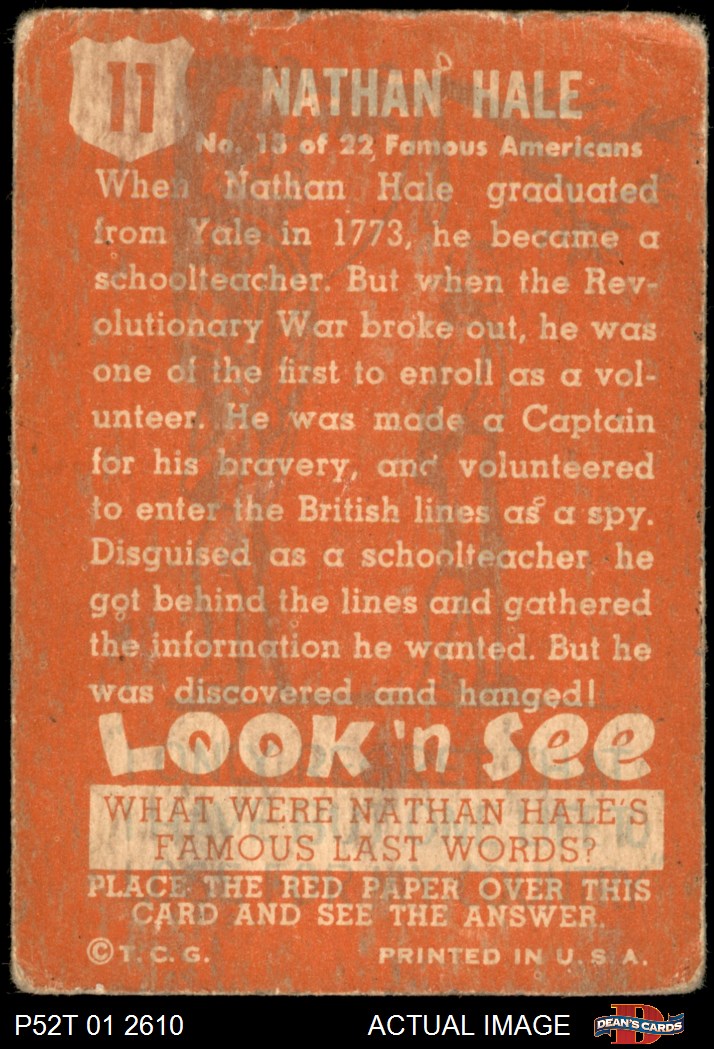 11
NATHAN HALE
No. 13 of 22 Famous Americans
When Nathan Hale graduated
from Yale in 1773, he became a
schoolteacher. But when the Rev-
olutionary War broke out, he was
one of the first to enroll as a vol-
unteer. He was made a Captain
for his bravery, and volunteered
to enter the British lines as a spy.
Disguised as a schoolteacher, he
got behind the lines and gathered
the information he wanted. But he
was discovered and hanged!
LOOK 'n SEE
WHAT WERE NATHAN HALE'S
FAMOUS LAST WORDS?
PLACE THE RED PAPER OVER THIS
CARD AND SEE THE ANSWER.
© T. C. G. PRINTED IN U. S. A.
P52T 01 2610 ACTUAL IMAGE DEAN'S CARDS